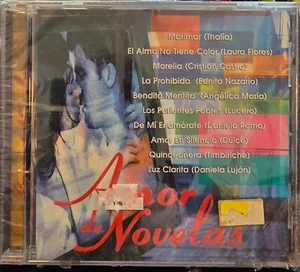 Marimar (Thalía)
El Alma No Tiene Color (Laura Flores)
Morelia (Cristian Castro)
La Prohibida (Ednita Nazario)
Bendita Mentira (Angélica María)
Los Parientes Pobres (Lucero)
De Mi Enamórate (Daniela Romo)
Amor En Silencio (Dulce)
Quinceañera (Timbiriche)
Luz Clarita (Daniela Luján)
Amor
de Novelas